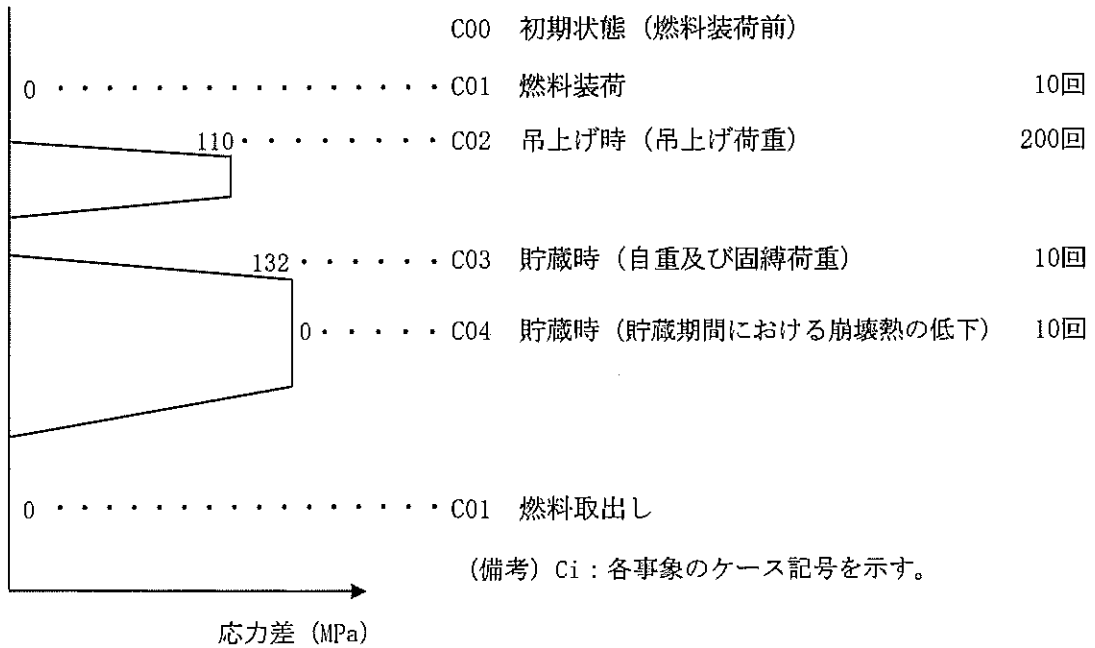 C00 初期状態（燃料装荷前）
0 ・・・・・・・・・・・・・・・ C01 燃料装荷 10回
110・・・・・・・・ C02 吊上げ時（吊上げ荷重） 200回
132・・・・・・ C03 貯蔵時（自重及び固縛荷重） 10回
0・・・・・ C04 貯蔵時（貯蔵期間における崩壊熱の低下） 10回
0 ・・・・・・・・・・・・・・・ C01 燃料取出し
（備考）Ci：各事象のケース記号を示す。
応力差（MPa）